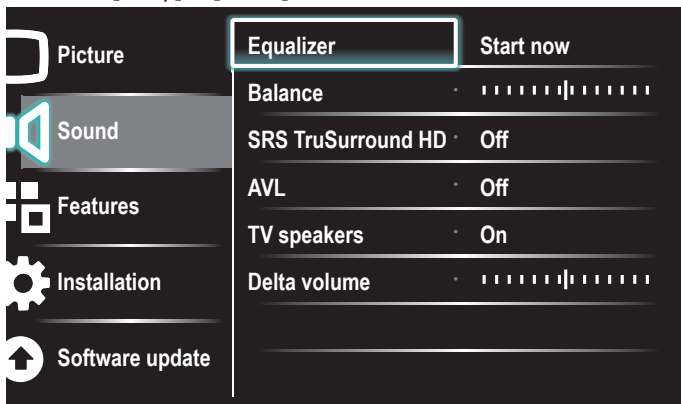 Picture
Sound
Features
Installation
Software update
Equalizer Start now
Balance
SRS TruSurround HD Off
AVL Off
TV speakers On
Delta volume